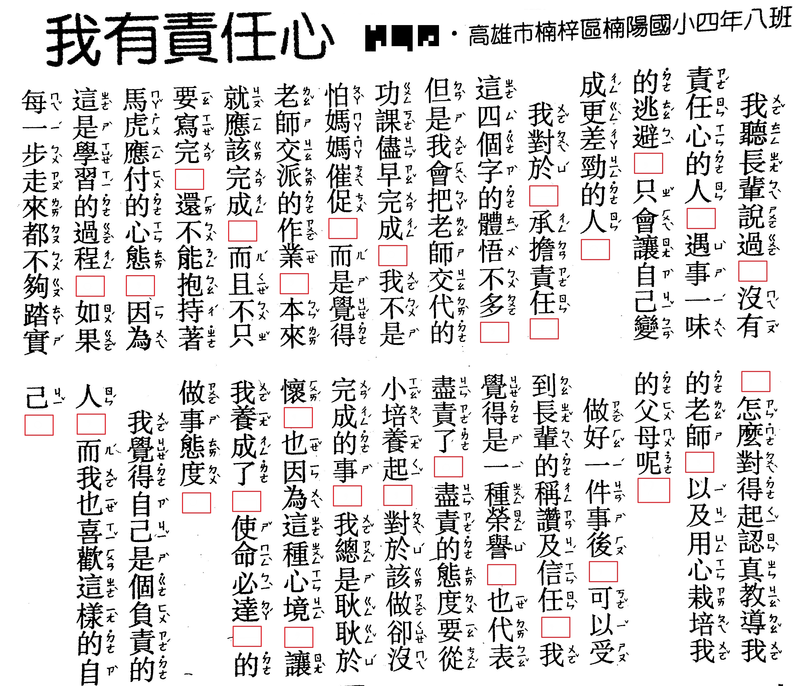 我有責任心
·高雄市楠梓區楠陽國小四年八班
我聽長輩說過□沒有
責任心的人□遇事一味
的逃避□只會讓自己變
成更差勁的人□
我對於□承擔責任□
這四個字的體悟不多□
但是我會把老師交代的
功課儘早完成□我不是
怕媽媽催促□而是覺得
老師交派的作業□本來
就應該完成□而且不只
要寫完□還不能抱持著
馬虎應付的心態□因為
這是學習的過程□如果
每一步走來都不夠踏實
□怎麼對得起認真教導我
的老師□以及用心栽培我
的父母呢□
做好一件事後□可以受
到長輩的稱讚及信任□我
覺得是一種榮譽□也代表
盡責了□盡責的態度要從
小培養起□對於該做卻沒
完成的事□我總是耿耿於
懷□也因為這種心境□讓
我養成了□使命必達□的
做事態度□
我覺得自己是個負責的
人□而我也喜歡這樣的自
己□